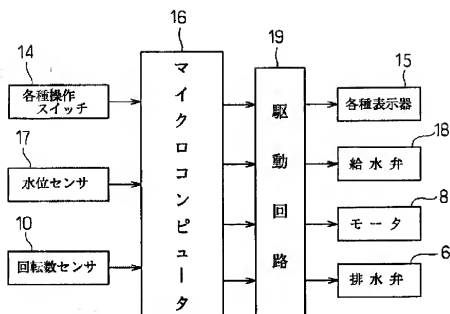 16
19
14
各種操作
スイッチ
17
水位センサ
10
回転数センサ
マイクロコンピュータ
駆動回路
15
各種表示器
18
給水弁
8
モータ
6
排水弁